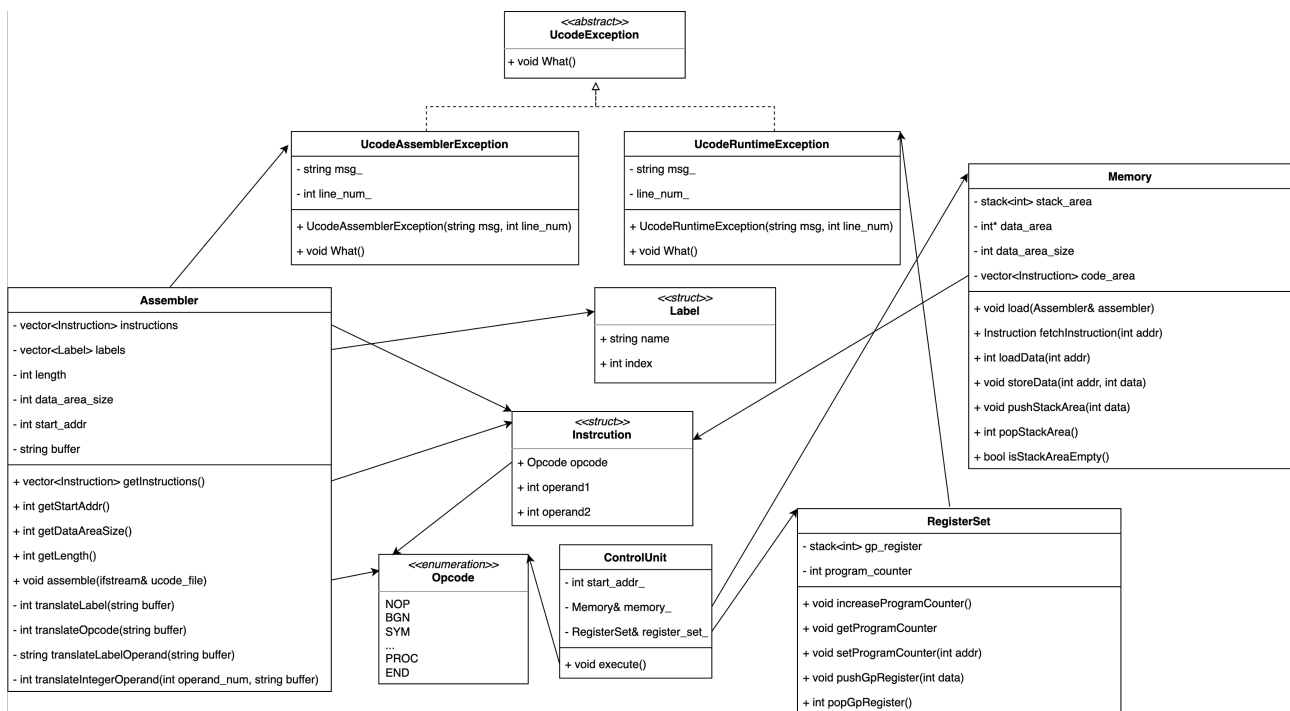 <<abstract>>
UcodeException
+ void What()
UcodeAssemblerException
- string msg_
- int line_num_
+ UcodeAssemblerException(string msg, int line_num)
+ void What()
UcodeRuntimeException
- string msg_
- line_num_
+ UcodeRuntimeException(string msg, int line_num)
+ void What()
Memory
- stack<int> stack_area
- int* data_area
- int data_area_size
- vector<Instruction> code_area
+ void load(Assembler& assembler)
+ Instruction fetchInstruction(int addr)
+ int loadData(int addr)
+ void storeData(int addr, int data)
+ void pushStackArea(int data)
+ int popStackArea()
+ bool isStackAreaEmpty()
Assembler
- vector<Instruction> instructions
- vector<Label> labels
- int length
- int data_area_size
- int start_addr
- string buffer
+ vector<Instruction> getInstructions()
+ int getStartAddr()
+ int getDataAreaSize()
+ int getLength()
+ void assemble(ifstream& ucode_file)
- int translateLabel(string buffer)
- int translateOpcode(string buffer)
- string translateLabelOperand(string buffer)
- int translateIntegerOperand(int operand_num, string buffer)
<<struct>>
Label
+ string name
+ int index
<<struct>>
Instrcution
+ Opcode opcode
+ int operand1
+ int operand2
<<enumeration>>
Opcode
NOP
BGN
SYM
...
PROC
END
ControlUnit
- int start_addr_
- Memory& memory_
- RegisterSet& register_set_
+ void execute()
RegisterSet
- stack<int> gp_register
- int program_counter
+ void increaseProgramCounter()
+ void getProgramCounter
+ void setProgramCounter(int addr)
+ void pushGpRegister(int data)
+ int popGpRegister()